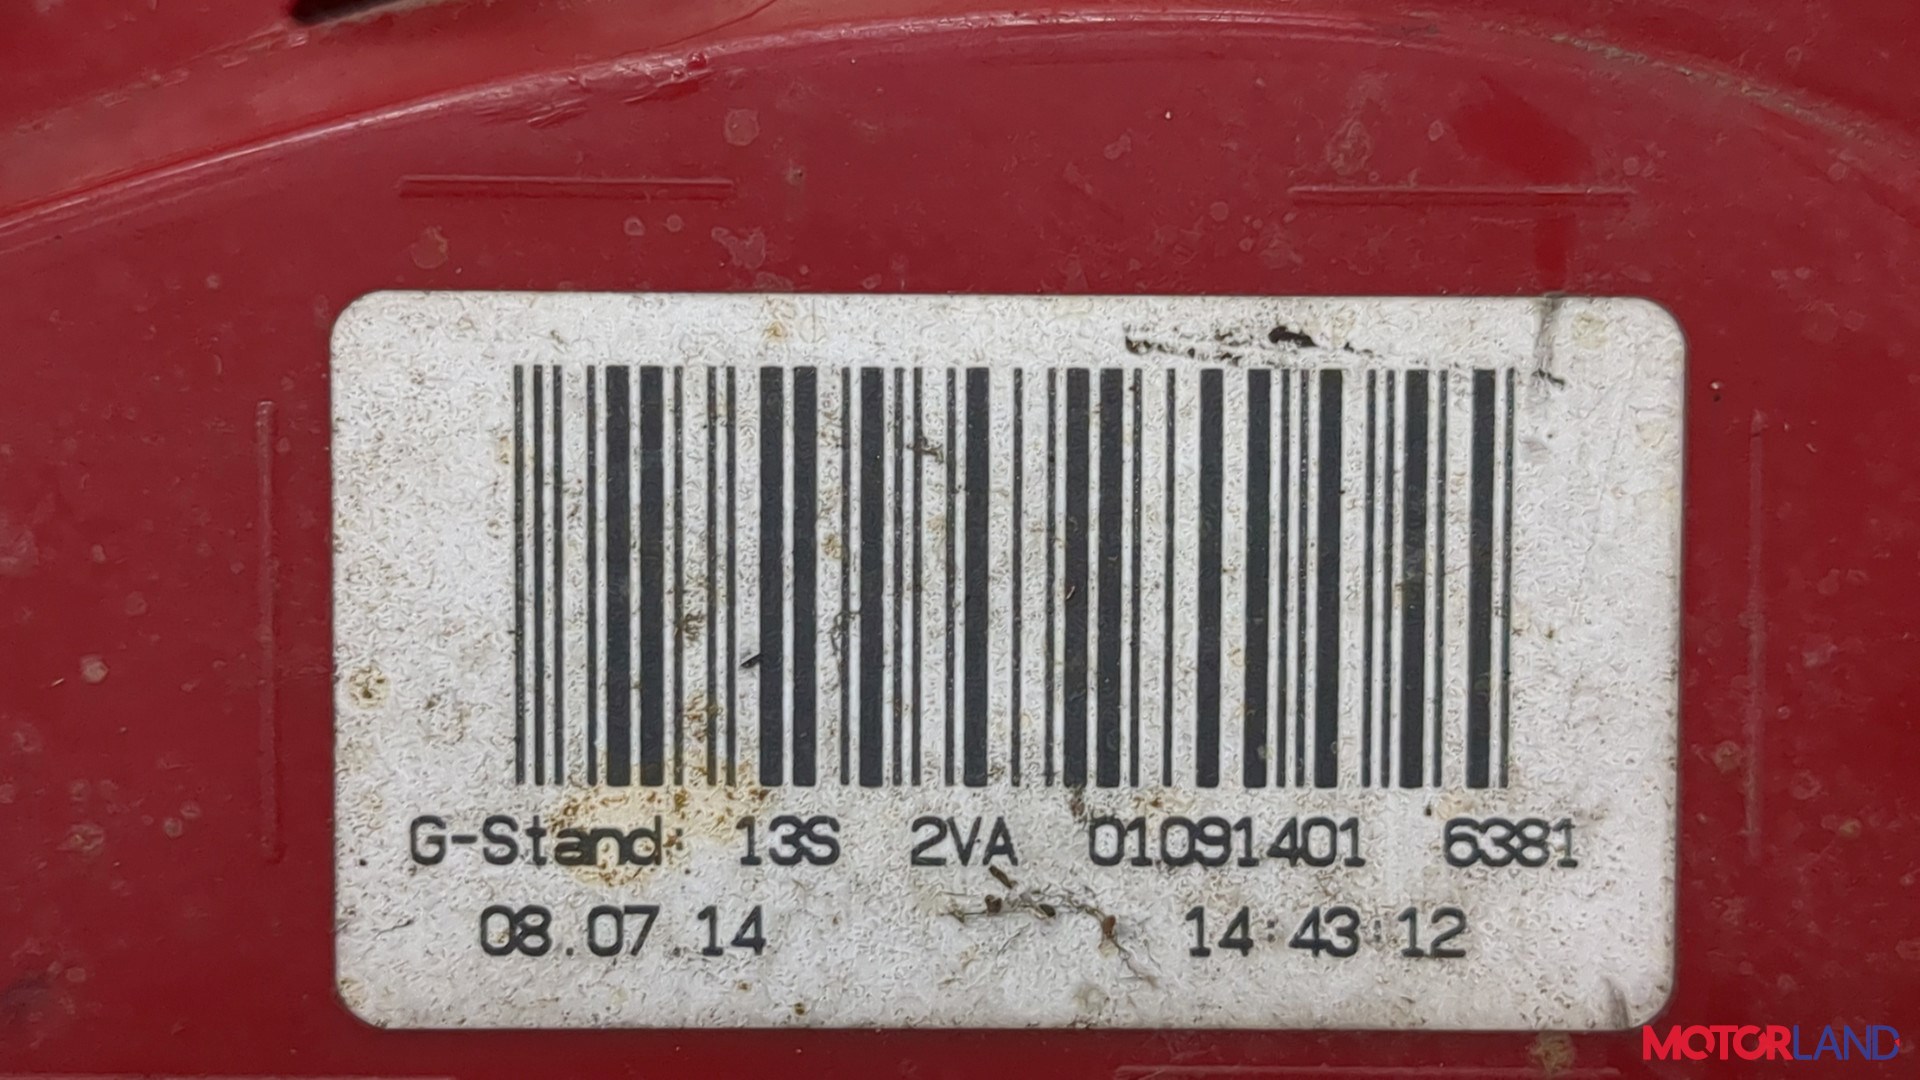 G-Stand: 13S 2VA 01091401 6381
08.07.14 14:43:12
MOTORLAND